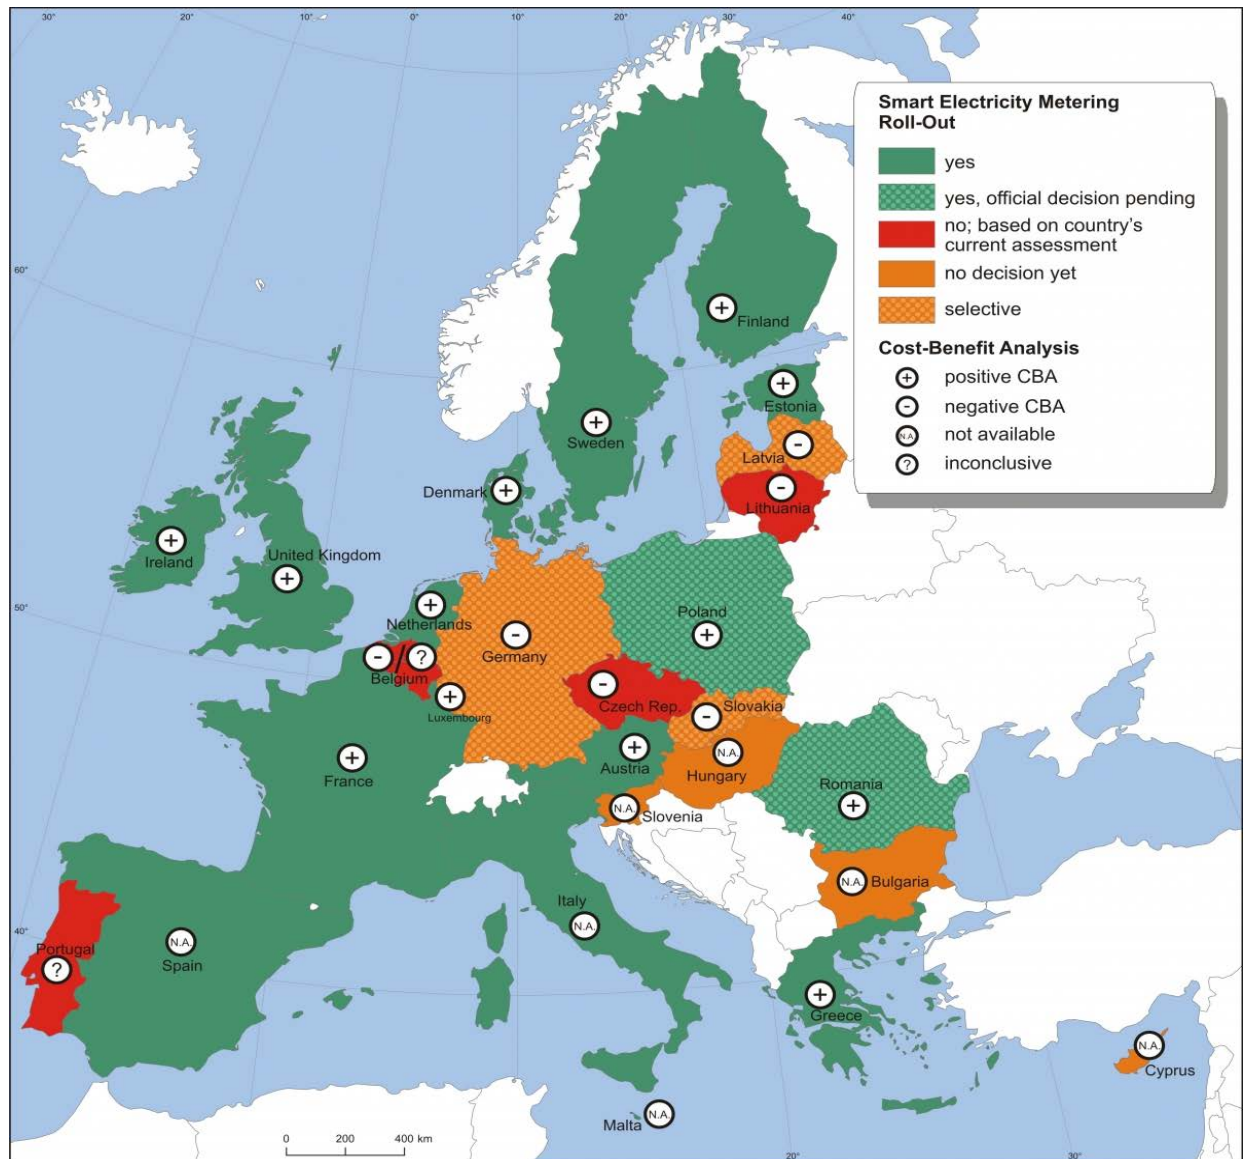 30°
20°
10°
0°
10°
20°
30°
40°
Smart Electricity Metering
Roll-Out
yes
yes, official decision pending
no; based on country's
current assessment
no decision yet
selective
Cost-Benefit Analysis
+ positive CBA
- negative CBA
N.A. not available
? inconclusive
60°
+
Finland
+
Estonia
+
Sweden
-
Latvia
-
Lithuania
Denmark +
+
Ireland
United Kingdom
+
50°
+
Netherlands
-
Germany
Poland
+
- / ?
Belgium
+
Luxembourg
-
Czech Rep.
Slovakia
-
+
Austria
N.A.
Hungary
+
France
N.A.
Slovenia
Romania
+
N.A. Bulgaria
Italy
N.A.
40°
Portugal
?
N.A.
Spain
+
Greece
N.A.
Cyprus
Malta N.A.
0 200 400 km
20°
30°